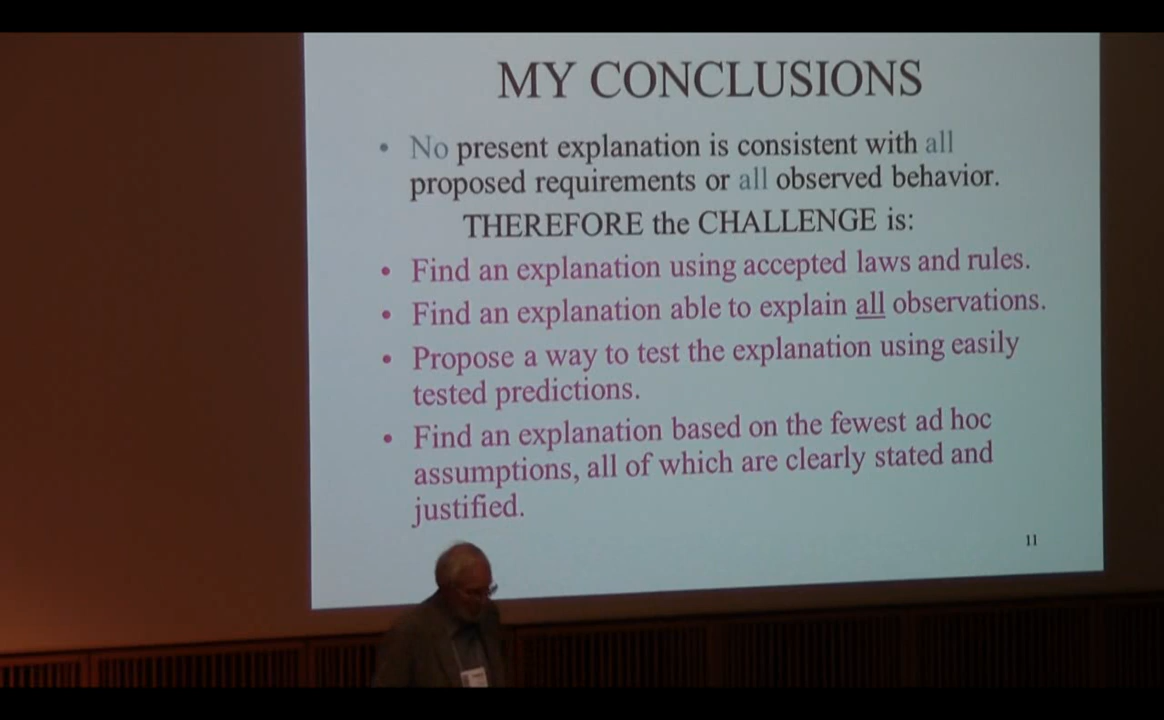 MY CONCLUSIONS
• No present explanation is consistent with all
proposed requirements or all observed behavior.
THEREFORE the CHALLENGE is:
• Find an explanation using accepted laws and rules.
• Find an explanation able to explain all observations.
• Propose a way to test the explanation using easily
tested predictions.
• Find an explanation based on the fewest ad hoc
assumptions, all of which are clearly stated and
justified.
11